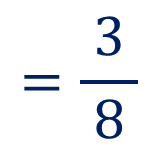 = 3/8